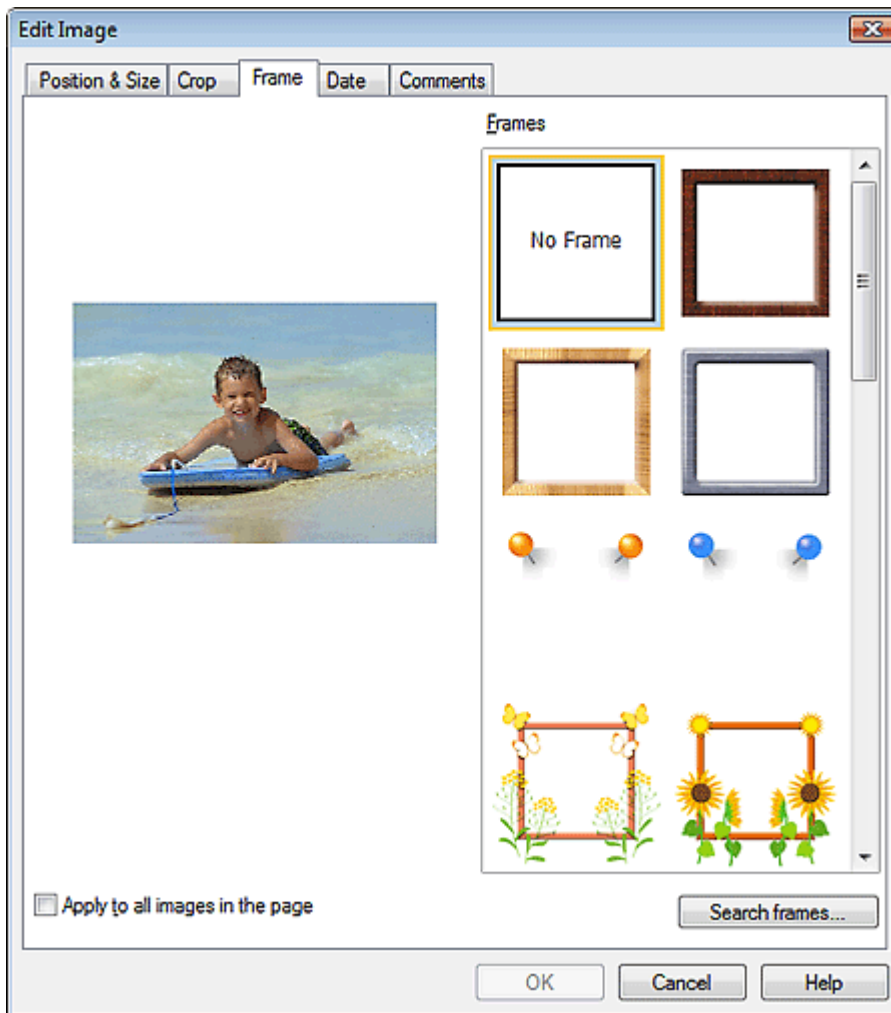 Edit Image
Position & Size Crop Frame Date Comments
Frames
No Frame
Apply to all images in the page
Search frames...
OK Cancel Help